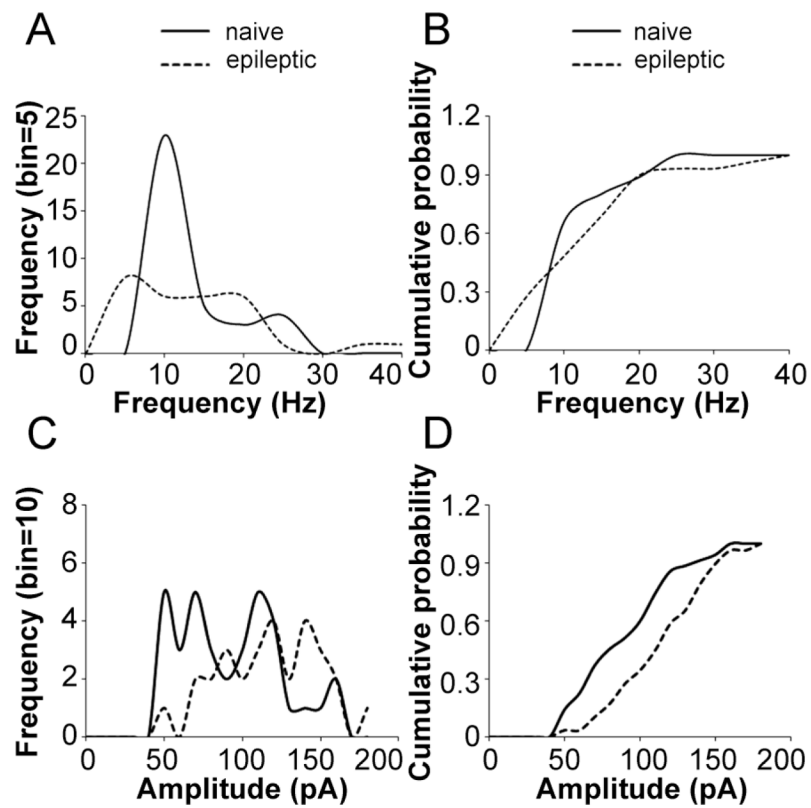 A
naive
epileptic
Frequency (bin=5)
25
20
15
10
5
0
0 10 20 30 40
Frequency (Hz)
B
naive
epileptic
Cumulative probability
1.2
0.9
0.6
0.3
0
0 10 20 30 40
Frequency (Hz)
C
Frequency (bin=10)
8
6
4
2
0
0 50 100 150 200
Amplitude (pA)
D
Cumulative probability
1.2
0.9
0.6
0.3
0
0 50 100 150 200
Amplitude (pA)